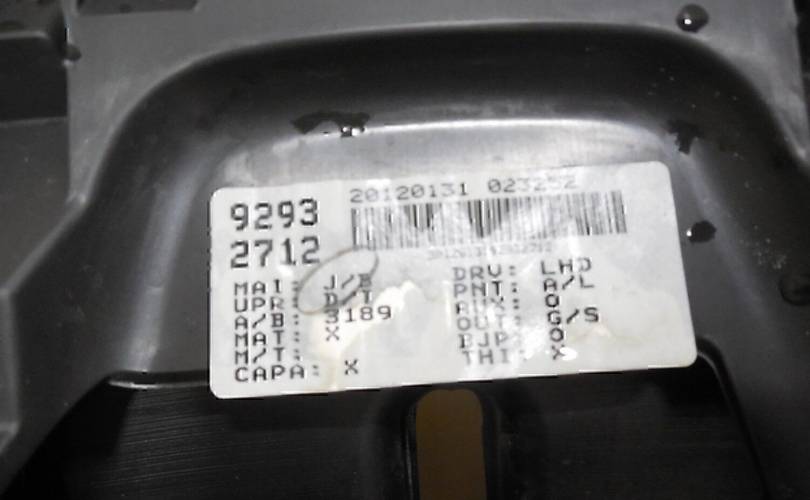 20120131 023252
9293
2712
MAI: J/B DRV: LHD
UPR: D/T PNT: A/L
A/B: 3189 AUX: O
MAT: X OUT: G/S
M/T: BJP: O
CAPA: X THI: X